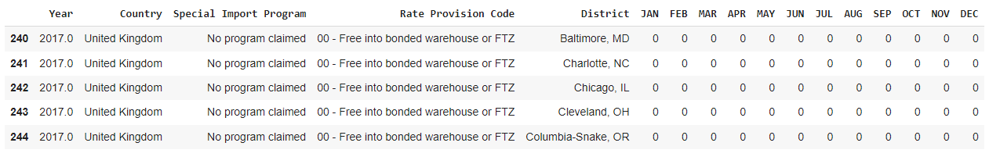 Year Country Special Import Program Rate Provision Code District JAN FEB MAR APR MAY JUN JUL AUG SEP OCT NOV DEC
240 2017.0 United Kingdom No program claimed 00 - Free into bonded warehouse or FTZ Baltimore, MD 0 0 0 0 0 0 0 0 0 0 0 0
241 2017.0 United Kingdom No program claimed 00 - Free into bonded warehouse or FTZ Charlotte, NC 0 0 0 0 0 0 0 0 0 0 0 0
242 2017.0 United Kingdom No program claimed 00 - Free into bonded warehouse or FTZ Chicago, IL 0 0 0 0 0 0 0 0 0 0 0 0
243 2017.0 United Kingdom No program claimed 00 - Free into bonded warehouse or FTZ Cleveland, OH 0 0 0 0 0 0 0 0 0 0 0 0
244 2017.0 United Kingdom No program claimed 00 - Free into bonded warehouse or FTZ Columbia-Snake, OR 0 0 0 0 0 0 0 0 0 0 0 0